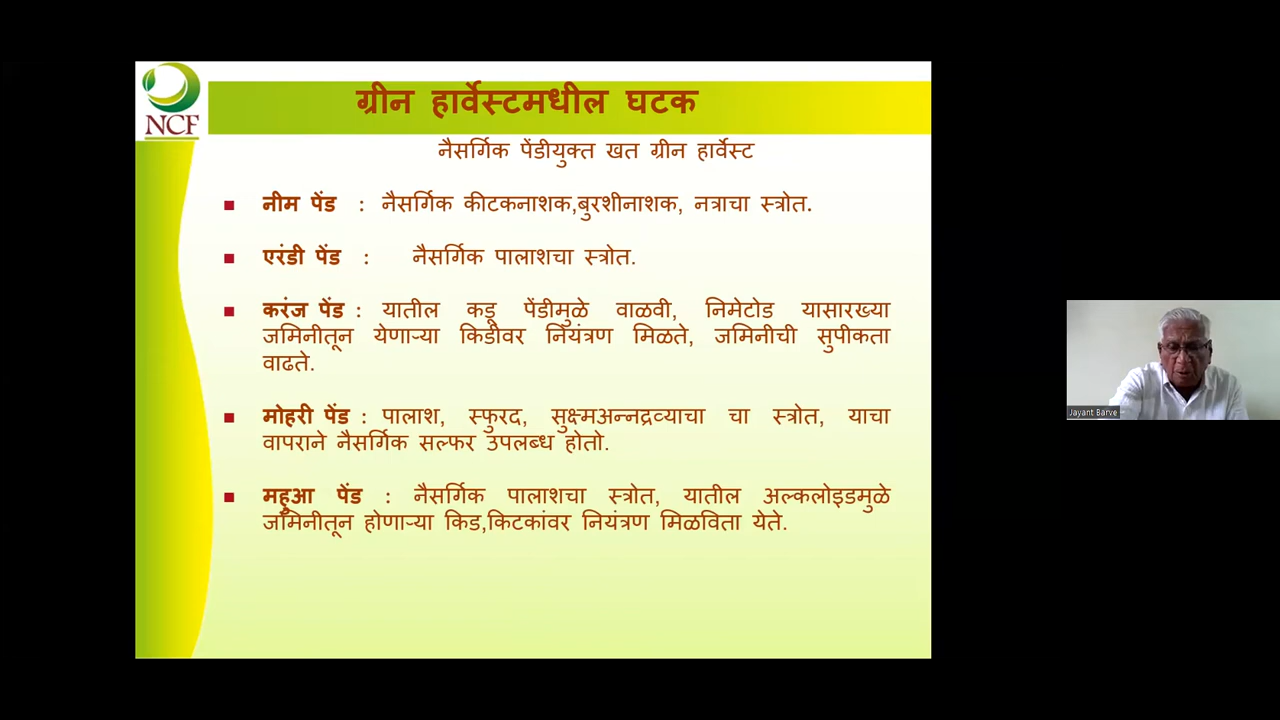 NCF
ग्रीन हार्वेस्टमधील घटक
नैसर्गिक पेंडीयुक्त खत ग्रीन हार्वेस्ट
नीम पेंड : नैसर्गिक कीटकनाशक,बुरशीनाशक, नत्राचा स्त्रोत.
एरंडी पेंड : नैसर्गिक पालाशचा स्त्रोत.
करंज पेंड : यातील कडू पेंडीमुळे वाळवी, निमेटोड यासारख्या
जमिनीतून येणाऱ्या किडीवर नियंत्रण मिळते, जमिनीची सुपीकता
वाढते.
मोहरी पेंड : पालाश, स्फुरद, सुक्ष्मअन्नद्रव्याचा चा स्त्रोत, याचा
वापराने नैसर्गिक सल्फर उपलब्ध होतो.
महुआ पेंड : नैसर्गिक पालाशचा स्त्रोत, यातील अल्कलोइडमुळे
जमिनीतून होणाऱ्या किड,किटकांवर नियंत्रण मिळविता येते.
Jayant Barve